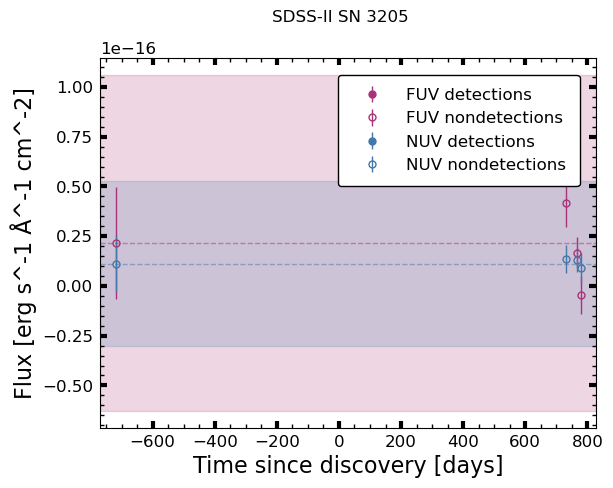 SDSS-II SN 3205
1e−16
1.00
0.75
0.50
0.25
0.00
−0.25
−0.50
Flux [erg s^-1 Å^-1 cm^-2]
FUV detections
FUV nondetections
NUV detections
NUV nondetections
−600 −400 −200 0 200 400 600 800
Time since discovery [days]